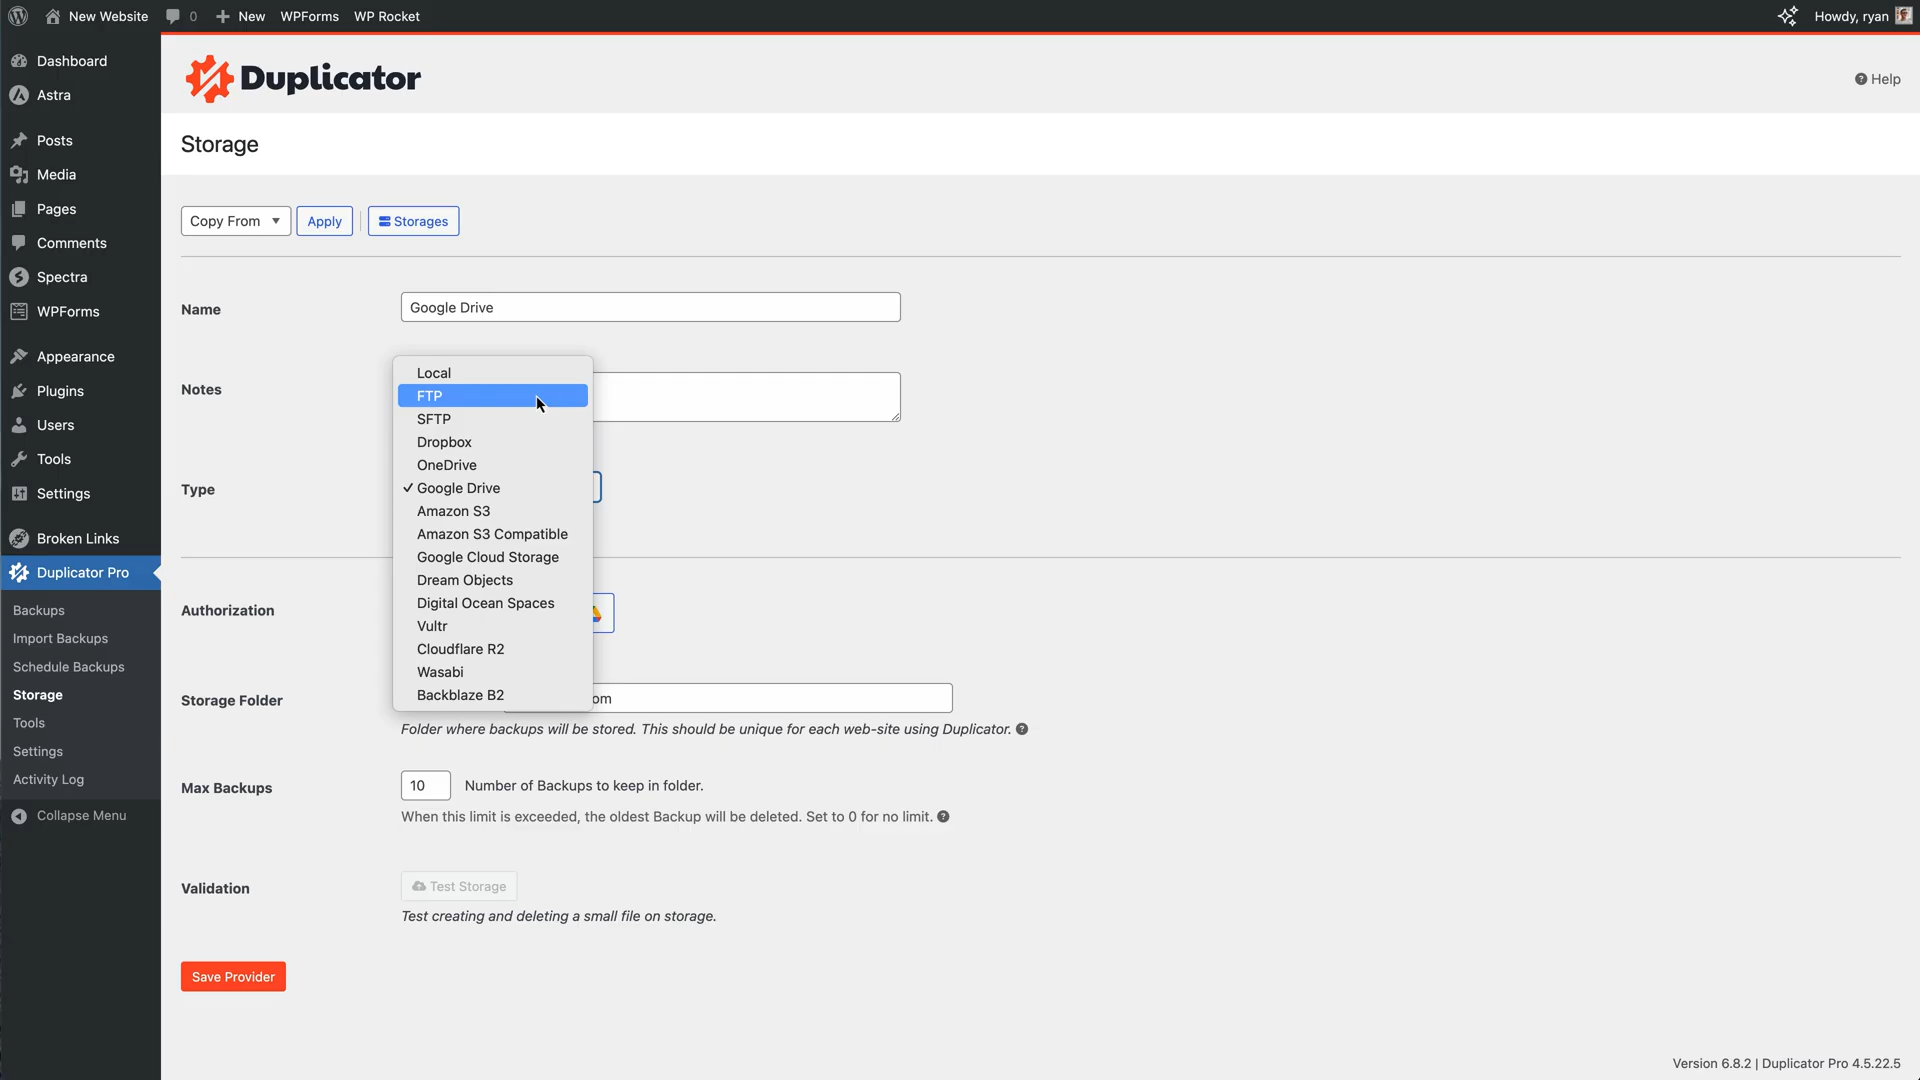 New Website
0
New
WPForms
WP Rocket
Howdy, ryan
Dashboard
Astra
Posts
Media
Pages
Comments
Spectra
WPForms
Appearance
Plugins
Users
Tools
Settings
Broken Links
Duplicator Pro
Backups
Import Backups
Schedule Backups
Storage
Tools
Settings
Activity Log
Collapse Menu
Duplicator
Help
Storage
Copy From
Apply
Storages
Name
Google Drive
Notes
Local
FTP
SFTP
Dropbox
OneDrive
Type
✓ Google Drive
Amazon S3
Amazon S3 Compatible
Google Cloud Storage
Dream Objects
Digital Ocean Spaces
Vultr
Cloudflare R2
Wasabi
Backblaze B2
Authorization
Storage Folder
om
Folder where backups will be stored. This should be unique for each web-site using Duplicator.
Max Backups
10
Number of Backups to keep in folder.
When this limit is exceeded, the oldest Backup will be deleted. Set to 0 for no limit.
Validation
Test Storage
Test creating and deleting a small file on storage.
Save Provider
Version 6.8.2 | Duplicator Pro 4.5.22.5